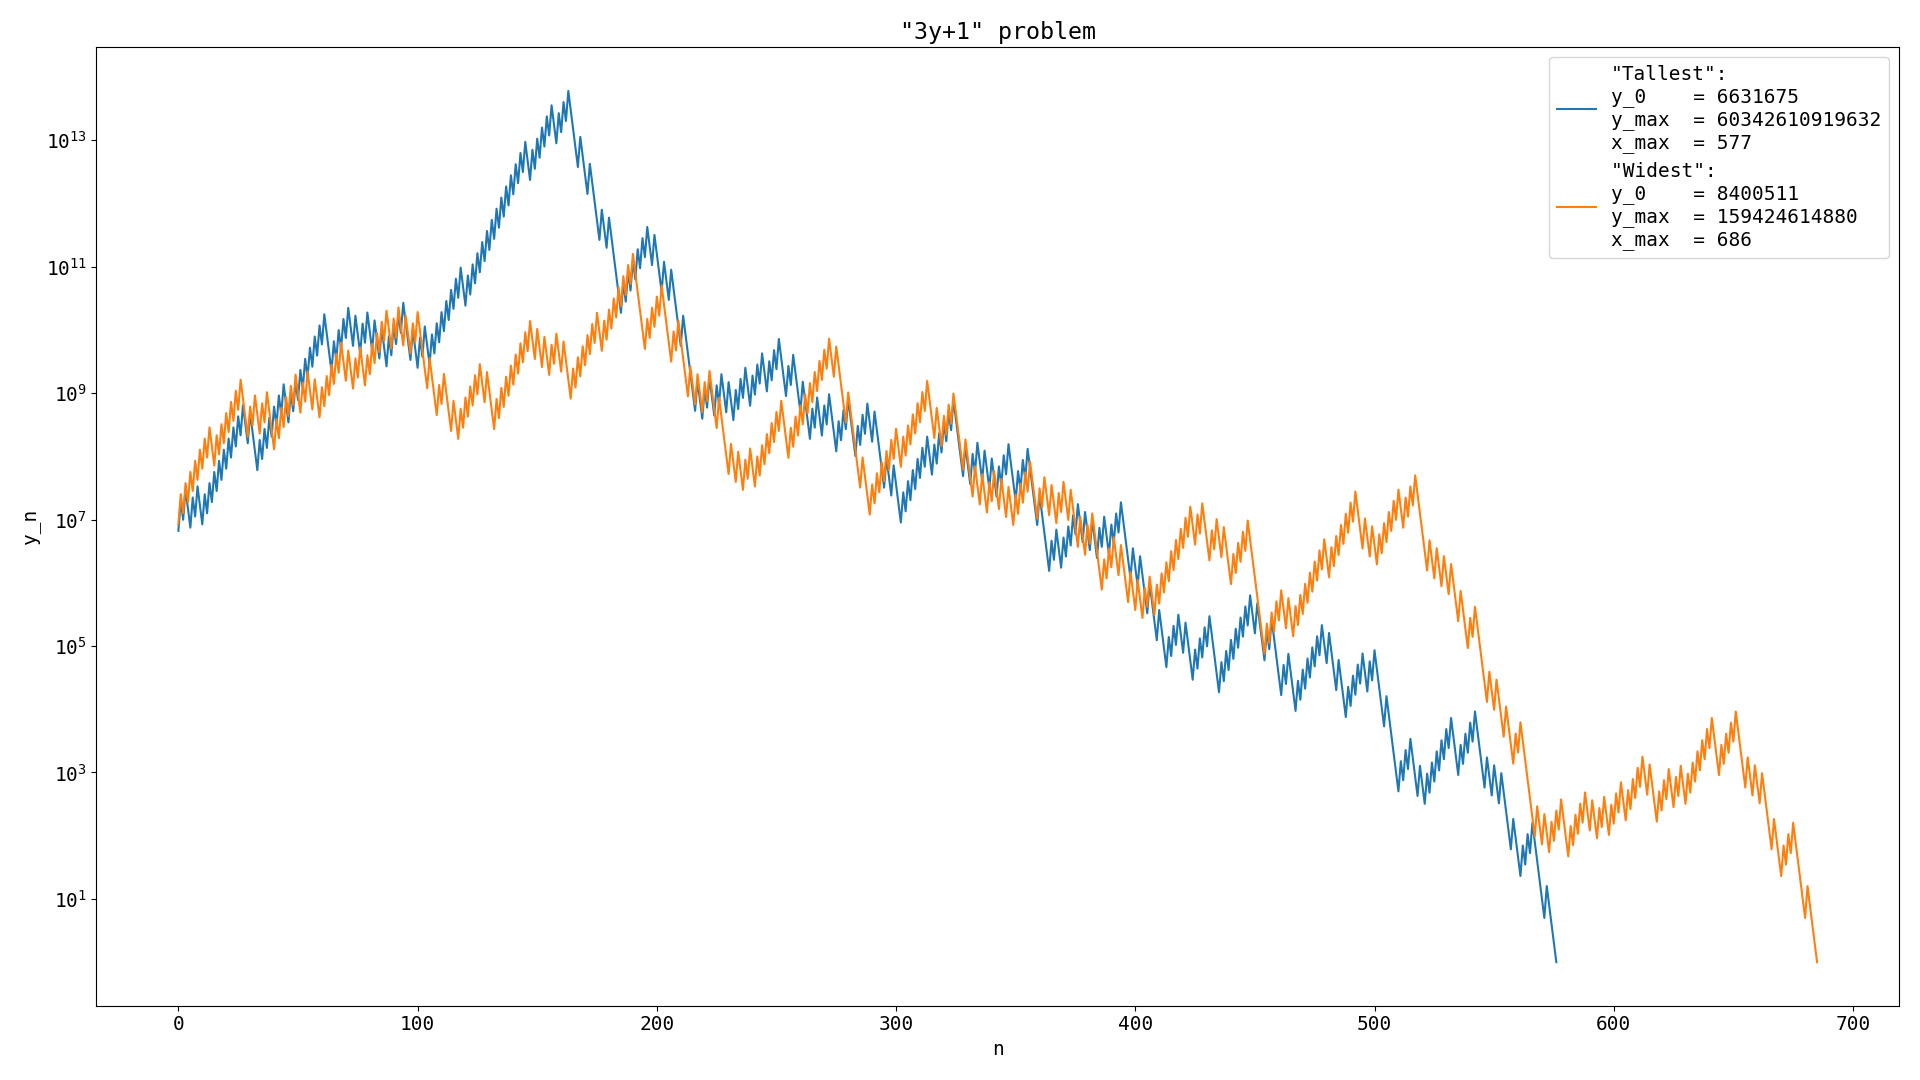 "3y+1" problem
"Tallest":
y_0    = 6631675
y_max  = 60342610919632
x_max  = 577
"Widest":
y_0    = 8400511
y_max  = 159424614880
x_max  = 686
10^13
10^11
10^9
10^7
10^5
10^3
10^1
y_n
0 100 200 300 400 500 600 700
n